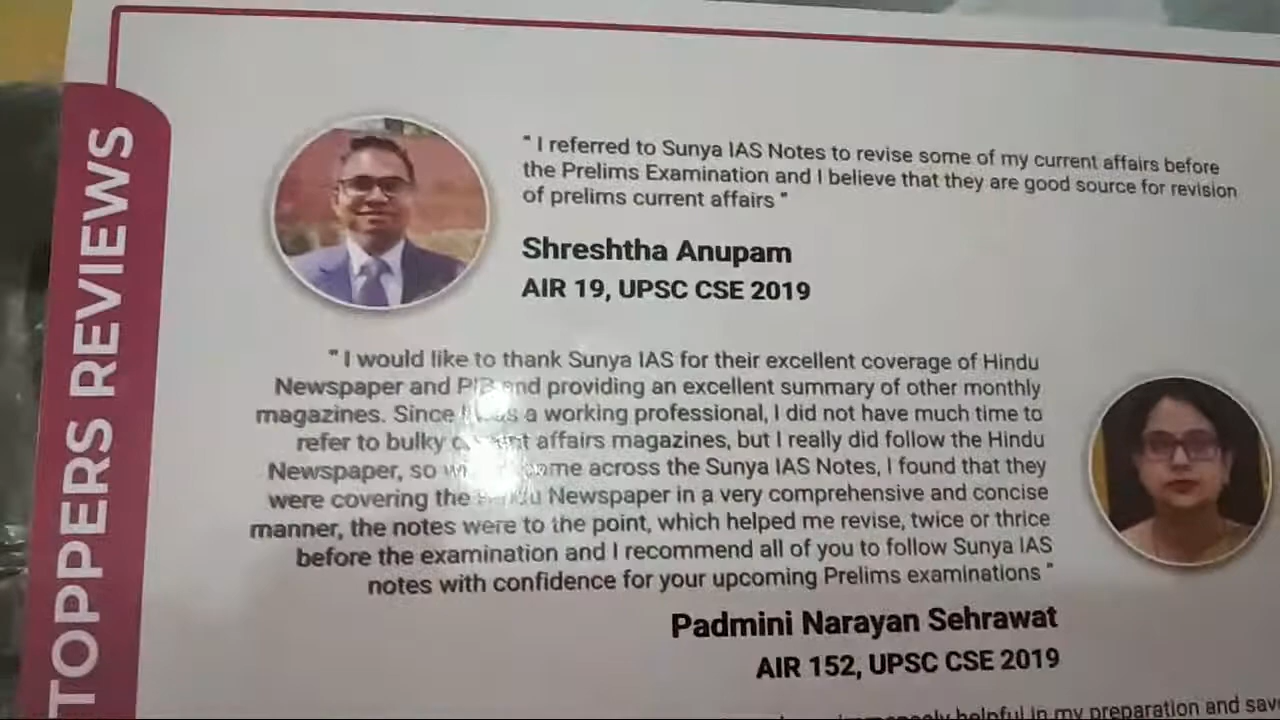 TOPPERS REVIEWS
" I referred to Sunya IAS Notes to revise some of my current affairs before
the Prelims Examination and I believe that they are good source for revision
of prelims current affairs "
Shreshtha Anupam
AIR 19, UPSC CSE 2019
" I would like to thank Sunya IAS for their excellent coverage of Hindu
Newspaper and PIB and providing an excellent summary of other monthly
magazines. Since I was a working professional, I did not have much time to
refer to bulky current affairs magazines, but I really did follow the Hindu
Newspaper, so come across the Sunya IAS Notes, I found that they
were covering the Hindu Newspaper in a very comprehensive and concise
manner, the notes were to the point, which helped me revise, twice or thrice
before the examination and I recommend all of you to follow Sunya IAS
notes with confidence for your upcoming Prelims examinations "
Padmini Narayan Sehrawat
AIR 152, UPSC CSE 2019
helpful in my preparation and